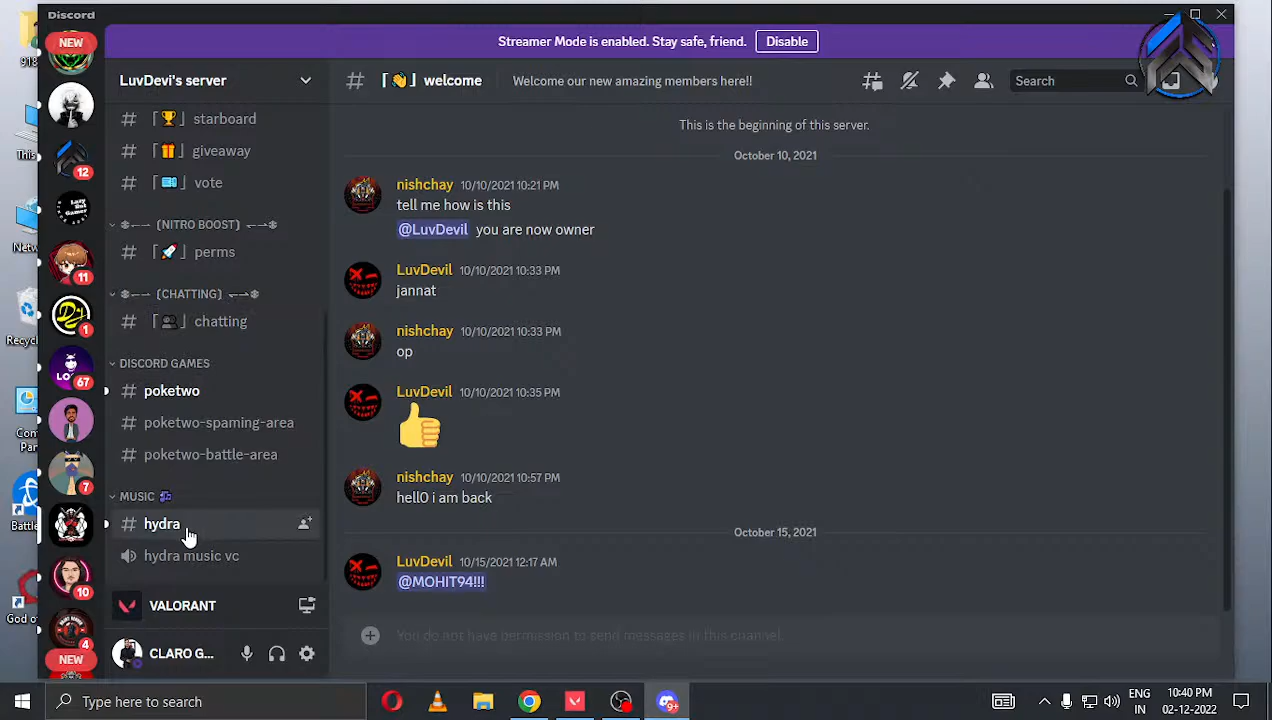 Discord
NEW
Streamer Mode is enabled. Stay safe, friend.
Disable
LuvDevi's server
# 「👋」 welcome
Welcome our new amazing members here!!
Search
# 「🏆」 starboard
# 「🎁」 giveaway
# 「🎟️」 vote
(NITRO BOOST)
# 「🚀」 perms
(CHATTING)
# 「👥」 chatting
DISCORD GAMES
# poketwo
# poketwo-spaming-area
# poketwo-battle-area
MUSIC 🎵
# hydra
hydra music vc
VALORANT
CLARO G...
12
11
1
67
7
10
4
NEW
918
This
Recyc
Battle
God o
This is the beginning of this server.
October 10, 2021
nishchay 10/10/2021 10:21 PM
tell me how is this
@LuvDevil you are now owner
LuvDevil 10/10/2021 10:33 PM
jannat
nishchay 10/10/2021 10:33 PM
op
LuvDevil 10/10/2021 10:35 PM
👍
nishchay 10/10/2021 10:57 PM
hell0 i am back
October 15, 2021
LuvDevil 10/15/2021 12:17 AM
@MOHIT94!!!
You do not have permission to send messages in this channel.
Type here to search
9+
ENG
IN
10:40 PM
02-12-2022